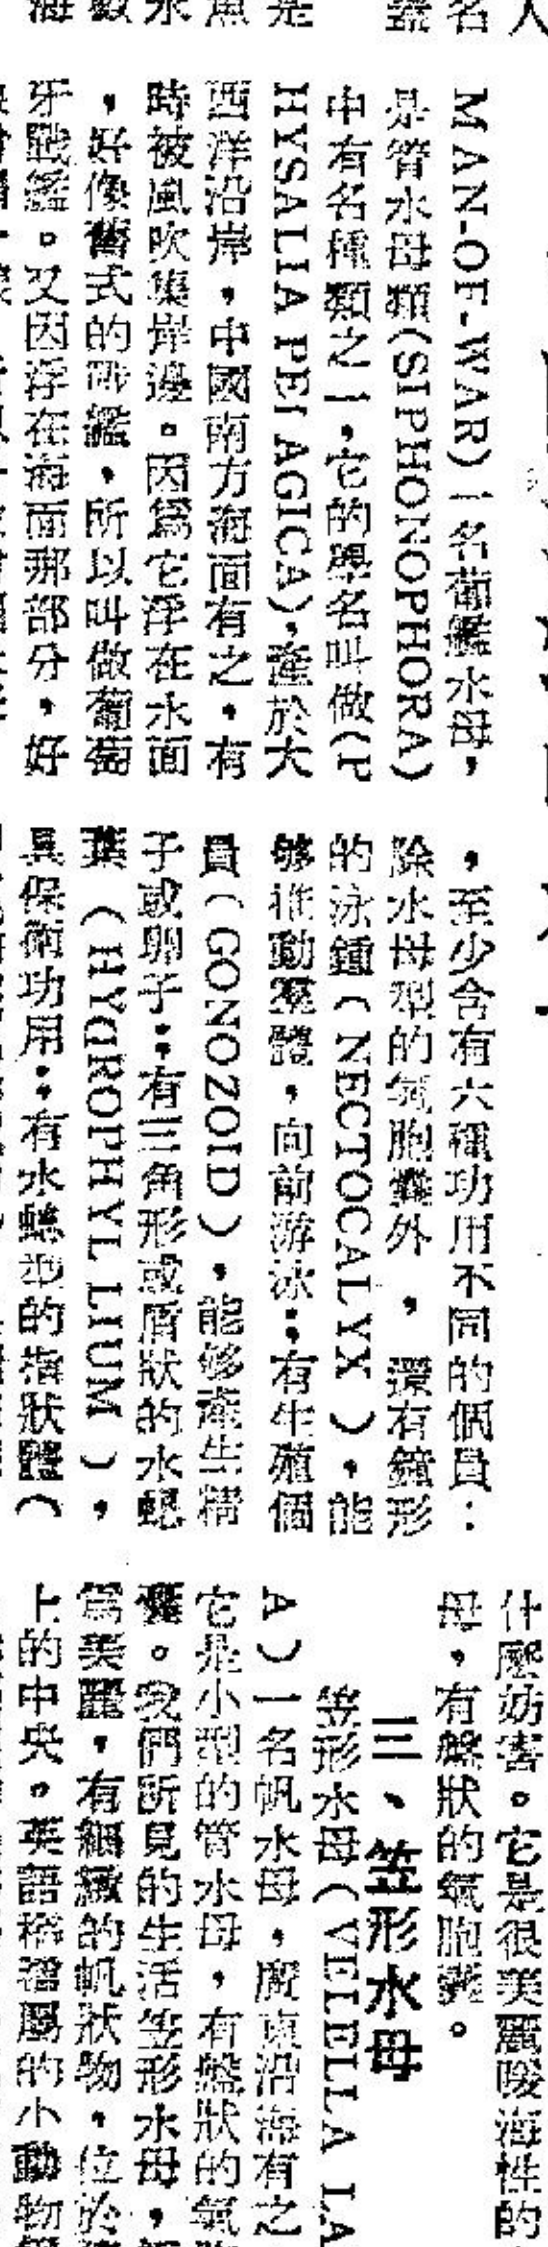 人
名
MAN-OF-WAR)一名葡艦水母，
是管水母類(SIPHONOPHORA)
中有名種類之一，它的學名叫做(P
HYSALIA PELAGICA)，產於大
西洋沿岸，中國南方海面有之，有
時被風吹集岸邊。因爲它浮在水面
，好像舊式的戰艦，所以叫做葡萄
牙戰艦。又因浮在海面那部分，好
，至少含有六種功用不同的個員：
除水母型的氣胞囊外，還有鐘形
的泳鐘（NECTOCALYX），能
够推動羣體，向前游泳；有生殖個
員（GONOZOID），能够產生精
子或卵子；有三角形或盾狀的水螅
葉（HYGROPHYL LIUM），
具保衛功用；有水螅型的指狀體（
什麼妨害。它是很美麗暖海性的
母，有盤狀的氣胞囊。
三、笠形水母
笠形水母（VELELLA LA
A）一名帆水母，廣東沿海有之
它是小型的管水母，有盤狀的氣
囊。我們所見的生活笠形水母，
爲美麗，有細緻的帆狀物，位於
上的中央。英語稱這屬的小動物